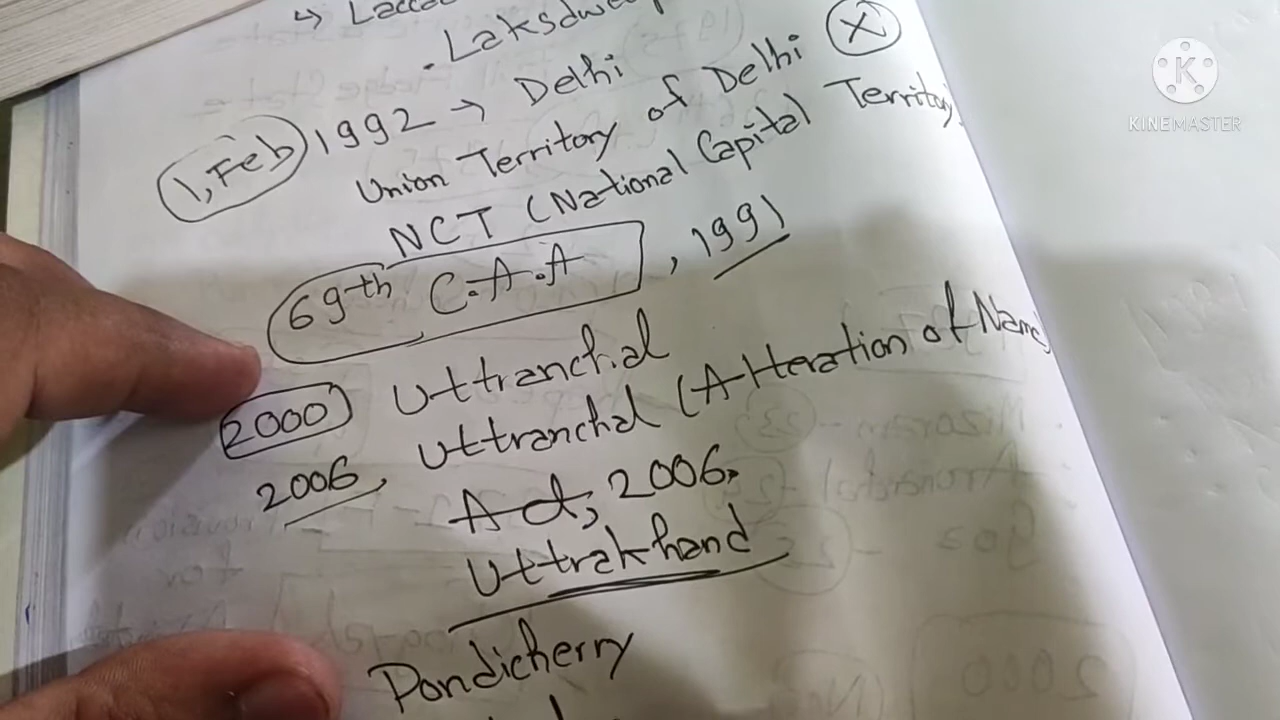 ↳ Lacca
. Laksdweep
1, Feb 1992 → Delhi
Union Territory of Delhi X
NCT (National Capital Territory
69th C.A.A , 1991
2000 Uttranchal
2006, Uttranchal (Alteration of Name)
Act, 2006,
Uttrakhand
Pondicherry
K
KINEMASTER